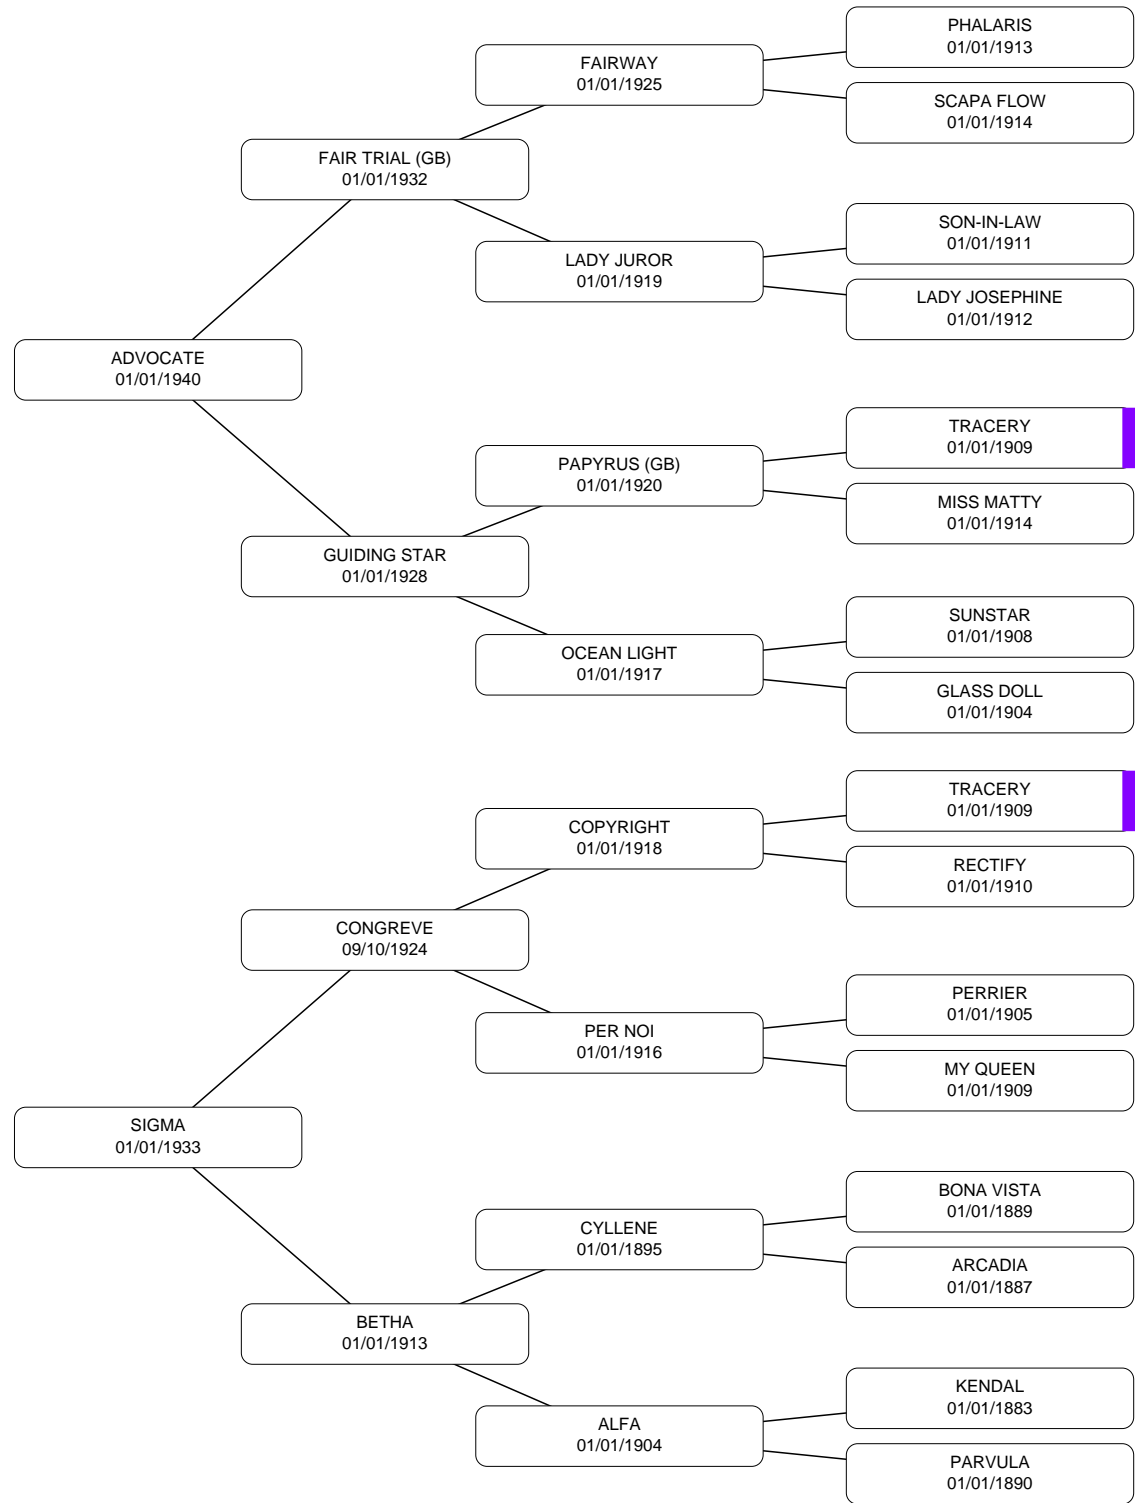 PHALARIS
01/01/1913
FAIRWAY
01/01/1925
SCAPA FLOW
01/01/1914
FAIR TRIAL (GB)
01/01/1932
SON-IN-LAW
01/01/1911
LADY JUROR
01/01/1919
LADY JOSEPHINE
01/01/1912
ADVOCATE
01/01/1940
TRACERY
01/01/1909
PAPYRUS (GB)
01/01/1920
MISS MATTY
01/01/1914
GUIDING STAR
01/01/1928
SUNSTAR
01/01/1908
OCEAN LIGHT
01/01/1917
GLASS DOLL
01/01/1904
TRACERY
01/01/1909
COPYRIGHT
01/01/1918
RECTIFY
01/01/1910
CONGREVE
09/10/1924
PERRIER
01/01/1905
PER NOI
01/01/1916
MY QUEEN
01/01/1909
SIGMA
01/01/1933
BONA VISTA
01/01/1889
CYLLENE
01/01/1895
ARCADIA
01/01/1887
BETHA
01/01/1913
KENDAL
01/01/1883
ALFA
01/01/1904
PARVULA
01/01/1890